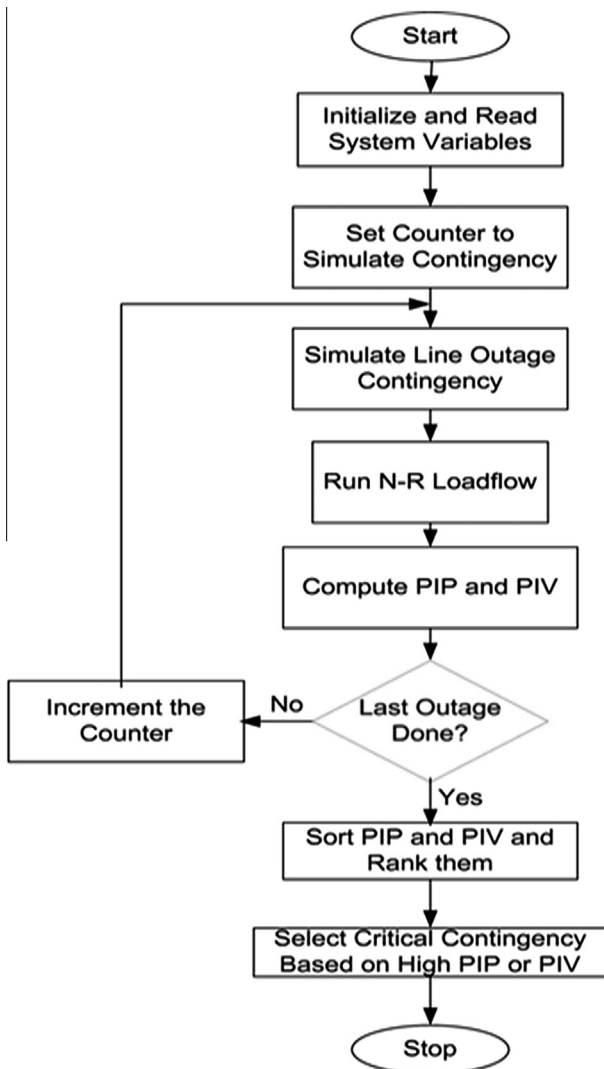 Start
Initialize and Read
System Variables
Set Counter to
Simulate Contingency
Simulate Line Outage
Contingency
Run N-R Loadflow
Compute PIP and PIV
Last Outage
Done?
No
Increment the
Counter
Yes
Sort PIP and PIV and
Rank them
Select Critical Contingency
Based on High PIP or PIV
Stop